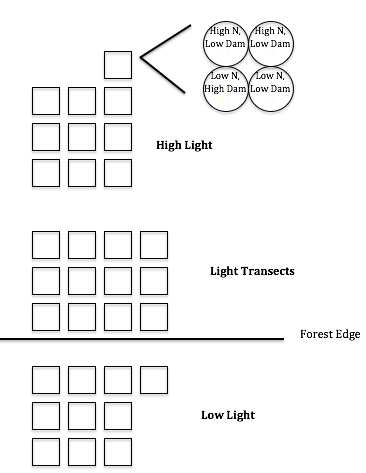 High N,
Low Dam
High N,
Low Dam
Low N,
High Dam
Low N,
Low Dam
High Light
Light Transects
Forest Edge
Low Light